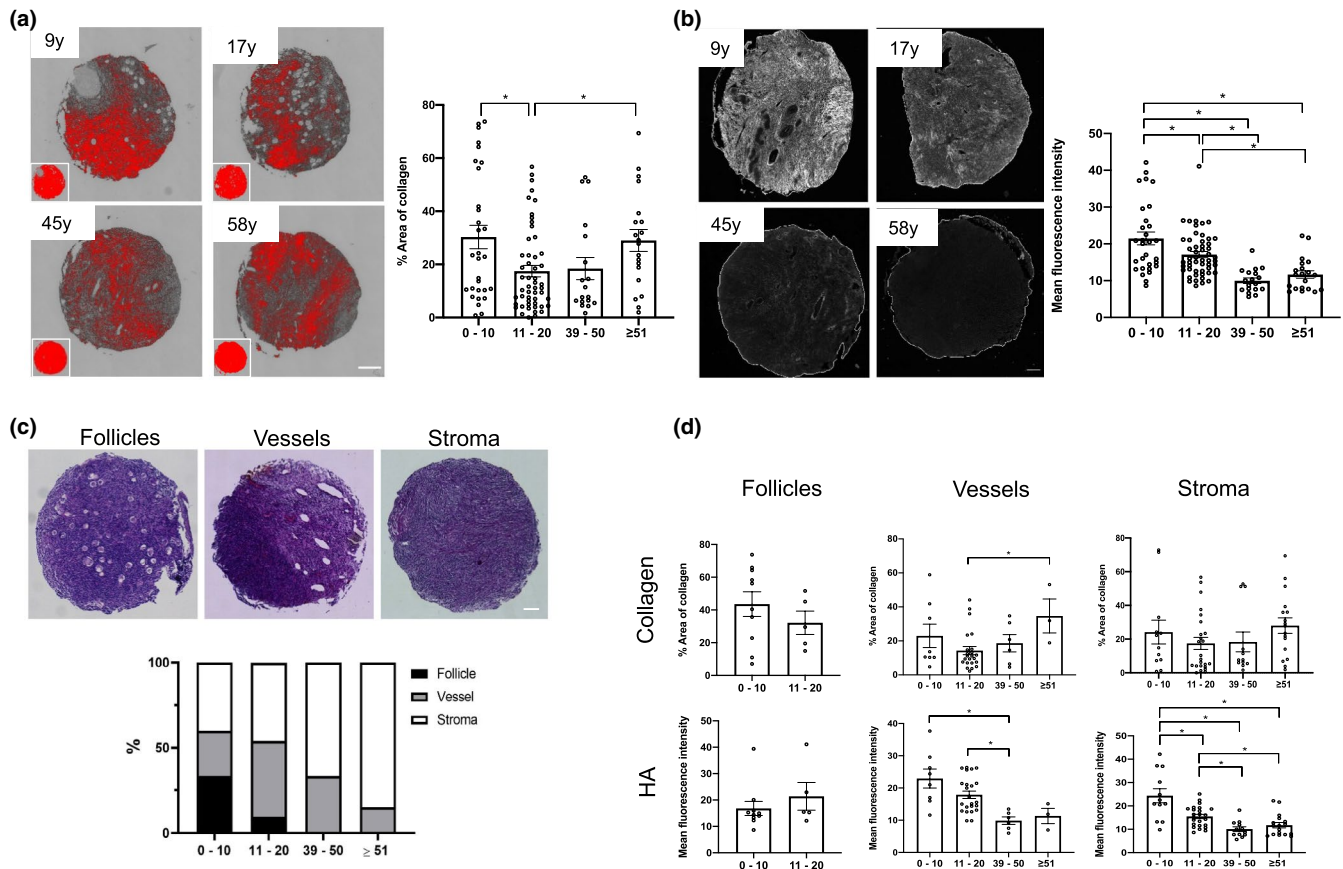 (a)
9y
17y
45y
58y
% Area of collagen
80
60
40
20
0
0 - 10
11 - 20
39 - 50
≥51
*
*
(b)
9y
17y
45y
58y
Mean fluorescence intensity
50
40
30
20
10
0
0 - 10
11 - 20
39 - 50
≥51
*
*
*
*
*
(c)
Follicles
Vessels
Stroma
%
100
50
0
0 - 10
11 - 20
39 - 50
≥ 51
Follicle
Vessel
Stroma
(d)
Follicles
Vessels
Stroma
Collagen
% Area of collagen
80
60
40
20
0
0 - 10
11 - 20
% Area of collagen
80
60
40
20
0
0 - 10
11 - 20
39 - 50
≥51
*
% Area of collagen
80
60
40
20
0
0 - 10
11 - 20
39 - 50
≥51
HA
Mean fluorescence intensity
50
40
30
20
10
0
0 - 10
11 - 20
Mean fluorescence intensity
50
40
30
20
10
0
0 - 10
11 - 20
39 - 50
≥51
*
*
Mean fluorescence intensity
50
40
30
20
10
0
0 - 10
11 - 20
39 - 50
≥51
*
*
*
*
*